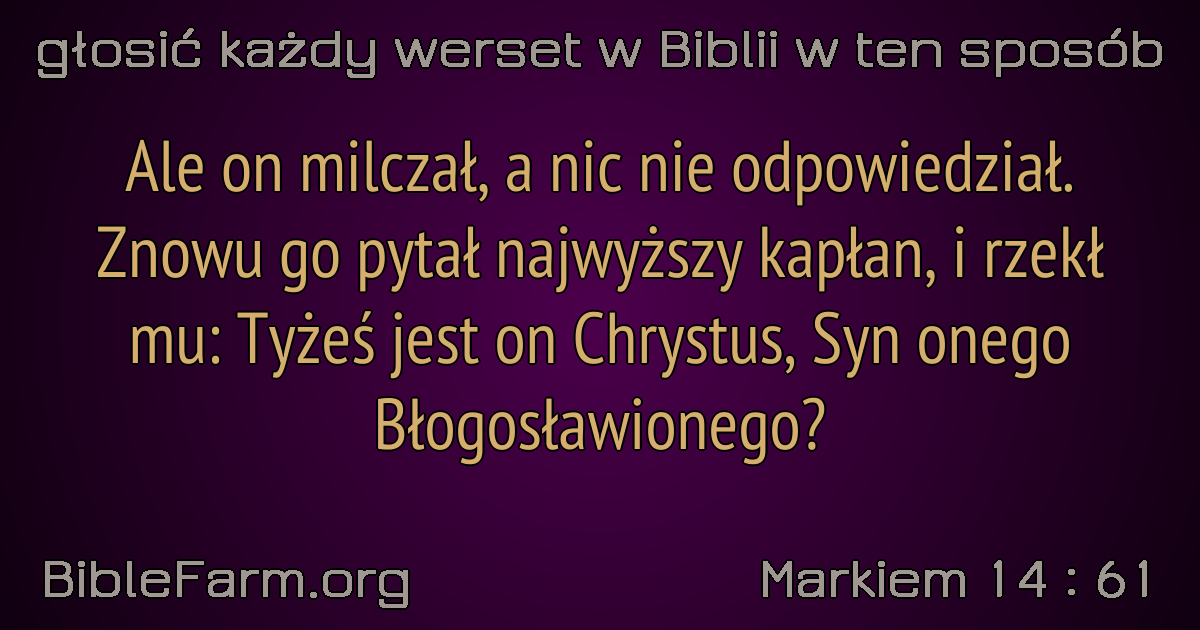 głosić każdy werset w Biblii w ten sposób
Ale on milczał, a nic nie odpowiedział.
Znowu go pytał najwyższy kapłan, i rzekł
mu: Tyżeś jest on Chrystus, Syn onego
Błogosławionego?
BibleFarm.org
Markiem 14 : 61